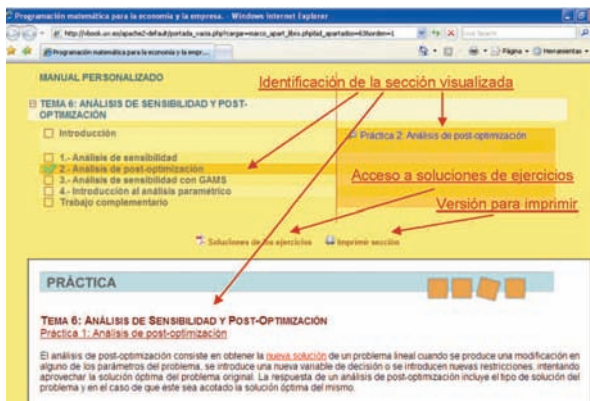 Programación matemática para la economía y la empresa. - Windows Internet Explorer
Programación matemática para la economía y la empr...
Página
Herramientas
MANUAL PERSONALIZADO
Identificación de la sección visualizada
TEMA 6: ANÁLISIS DE SENSIBILIDAD Y POST-
OPTIMIZACIÓN
Introducción
Práctica 2: Análisis de post-optimización
1.- Análisis de sensibilidad
2.- Análisis de post-optimización
3.- Análisis de sensibilidad con GAMS
4.- Introducción al análisis paramétrico
Trabajo complementario
Acceso a soluciones de ejercicios
Versión para imprimir
Soluciones de los ejercicios
Imprimir sección
PRÁCTICA
TEMA 6: ANÁLISIS DE SENSIBILIDAD Y POST-OPTIMIZACIÓN
Práctica 1: Análisis de post-optimización
El análisis de post-optimización consiste en obtener la nueva solución de un problema lineal cuando se produce una modificación en
alguno de los parámetros del problema, se introduce una nueva variable de decisión o se introducen nuevas restricciones, intentando
aprovechar la solución óptima del problema original. La respuesta de un análisis de post-optimización incluye el tipo de solución del
problema y en el caso de que éste sea acotado la solución óptima del mismo.